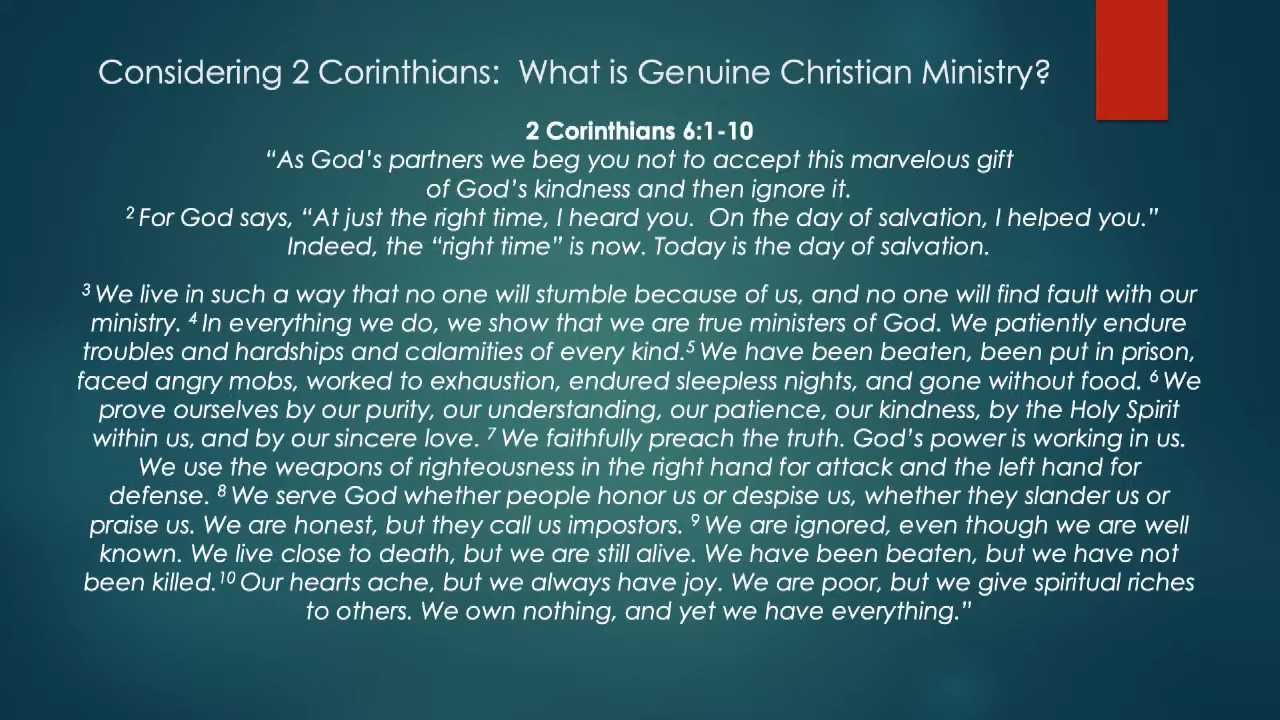 Considering 2 Corinthians:  What is Genuine Christian Ministry?
2 Corinthians 6:1-10
“As God’s partners we beg you not to accept this marvelous gift
of God’s kindness and then ignore it.
2 For God says, “At just the right time, I heard you.  On the day of salvation, I helped you.”
Indeed, the “right time” is now. Today is the day of salvation.
3 We live in such a way that no one will stumble because of us, and no one will find fault with our
ministry. 4 In everything we do, we show that we are true ministers of God. We patiently endure
troubles and hardships and calamities of every kind.5 We have been beaten, been put in prison,
faced angry mobs, worked to exhaustion, endured sleepless nights, and gone without food. 6 We
prove ourselves by our purity, our understanding, our patience, our kindness, by the Holy Spirit
within us, and by our sincere love. 7 We faithfully preach the truth. God’s power is working in us.
We use the weapons of righteousness in the right hand for attack and the left hand for
defense. 8 We serve God whether people honor us or despise us, whether they slander us or
praise us. We are honest, but they call us impostors. 9 We are ignored, even though we are well
known. We live close to death, but we are still alive. We have been beaten, but we have not
been killed.10 Our hearts ache, but we always have joy. We are poor, but we give spiritual riches
to others. We own nothing, and yet we have everything.”